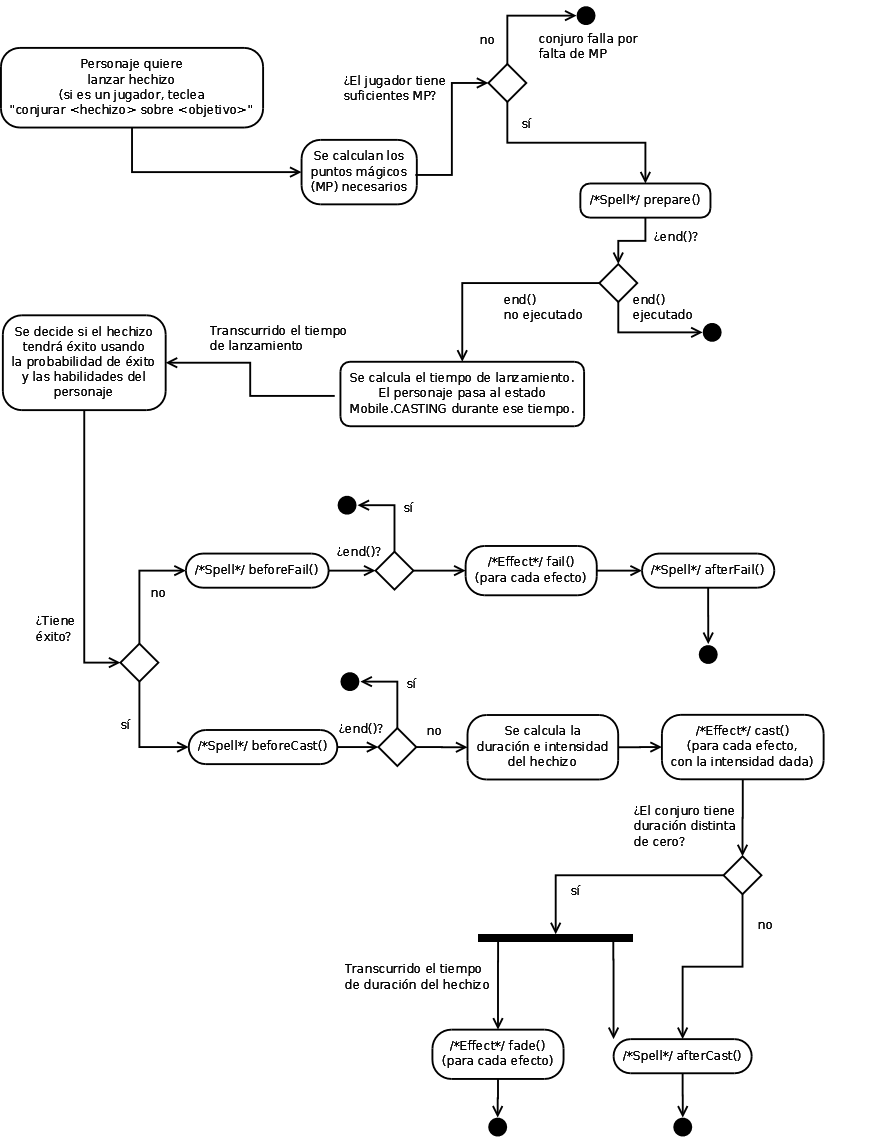 Personaje quiere
lanzar hechizo
(si es un jugador, teclea
"conjurar <hechizo> sobre <objetivo>"
Se calculan los
puntos mágicos
(MP) necesarios
¿El jugador tiene
suficientes MP?
no
conjuro falla por
falta de MP
sí
/*Spell*/ prepare()
¿end()?
end()
no ejecutado
end()
ejecutado
Se calcula el tiempo de lanzamiento.
El personaje pasa al estado
Mobile.CASTING durante ese tiempo.
Transcurrido el tiempo
de lanzamiento
Se decide si el hechizo
tendrá éxito usando
la probabilidad de éxito
y las habilidades del
personaje
¿Tiene
éxito?
no
/*Spell*/ beforeFail()
¿end()?
sí
/*Effect*/ fail()
(para cada efecto)
/*Spell*/ afterFail()
sí
/*Spell*/ beforeCast()
¿end()?
sí
no
Se calcula la
duración e intensidad
del hechizo
/*Effect*/ cast()
(para cada efecto,
con la intensidad dada)
¿El conjuro tiene
duración distinta
de cero?
sí
no
Transcurrido el tiempo
de duración del hechizo
/*Effect*/ fade()
(para cada efecto)
/*Spell*/ afterCast()